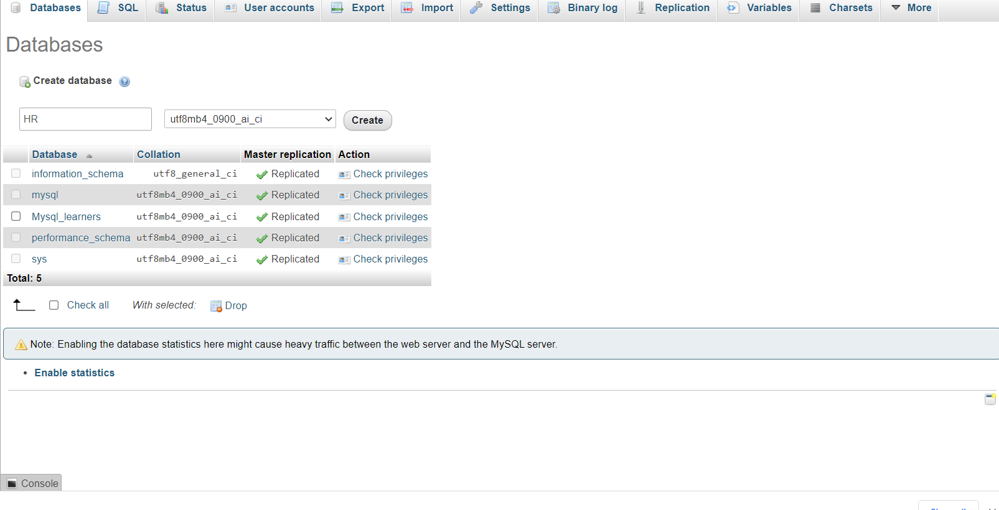 Databases SQL Status User accounts Export Import Settings Binary log Replication Variables Charsets More
Databases
Create database
HR utf8mb4_0900_ai_ci Create
Database Collation Master replication Action
information_schema utf8_general_ci Replicated Check privileges
mysql utf8mb4_0900_ai_ci Replicated Check privileges
Mysql_learners utf8mb4_0900_ai_ci Replicated Check privileges
performance_schema utf8mb4_0900_ai_ci Replicated Check privileges
sys utf8mb4_0900_ai_ci Replicated Check privileges
Total: 5
Check all With selected: Drop
Note: Enabling the database statistics here might cause heavy traffic between the web server and the MySQL server.
• Enable statistics
Console